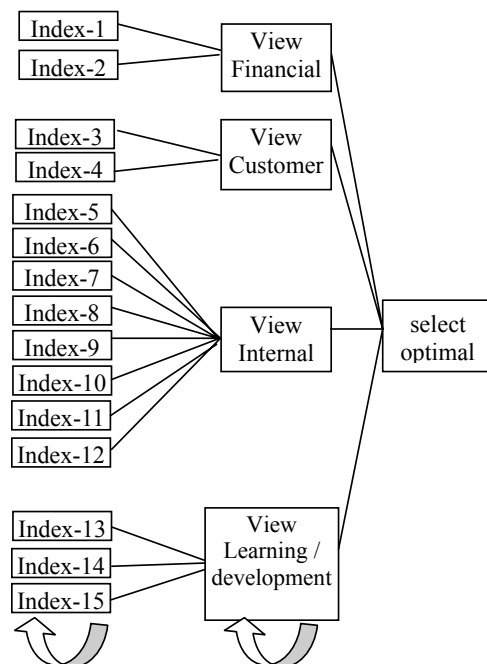 Index-1
Index-2
Index-3
Index-4
Index-5
Index-6
Index-7
Index-8
Index-9
Index-10
Index-11
Index-12
Index-13
Index-14
Index-15
View
Financial
View
Customer
View
Internal
View
Learning /
development
select
optimal